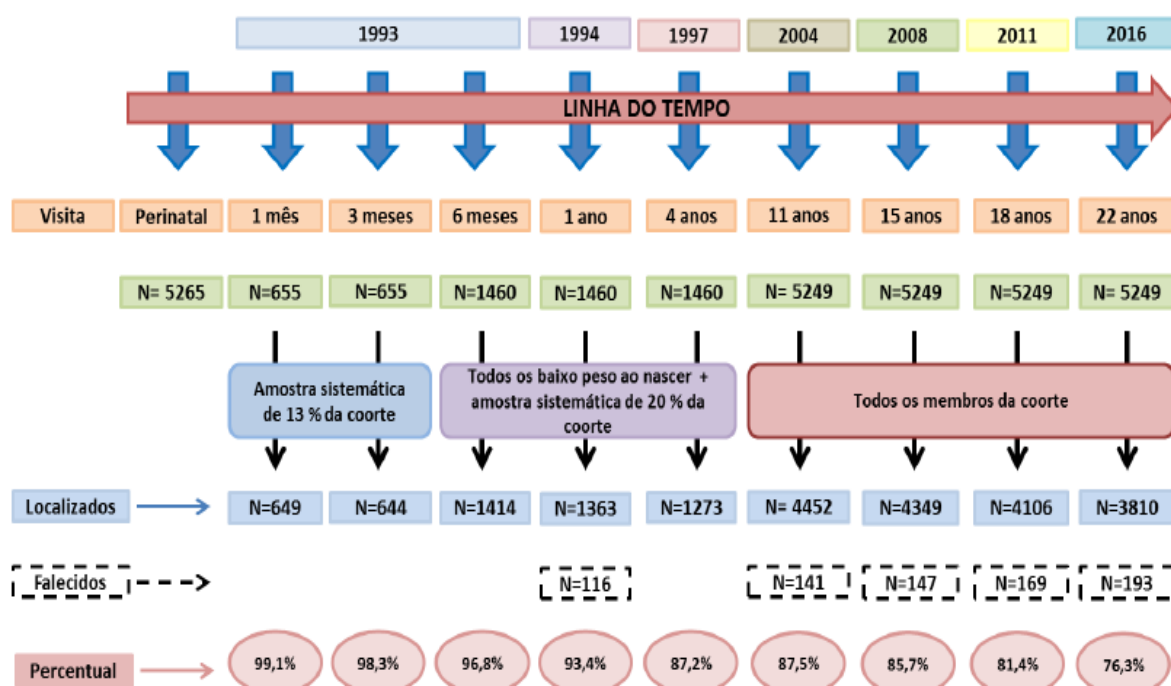 1993 1994 1997 2004 2008 2011 2016
LINHA DO TEMPO
Visita Perinatal 1 mês 3 meses 6 meses 1 ano 4 anos 11 anos 15 anos 18 anos 22 anos
N= 5265 N=655 N=655 N=1460 N=1460 N=1460 N= 5249 N=5249 N=5249 N= 5249
Amostra sistemática
de 13 % da coorte
Todos os baixo peso ao nascer +
amostra sistemática de 20 % da
coorte
Todos os membros da coorte
Localizados N=649 N=644 N=1414 N=1363 N=1273 N= 4452 N=4349 N=4106 N=3810
Falecidos N=116 N=141 N=147 N=169 N=193
Percentual 99,1% 98,3% 96,8% 93,4% 87,2% 87,5% 85,7% 81,4% 76,3%